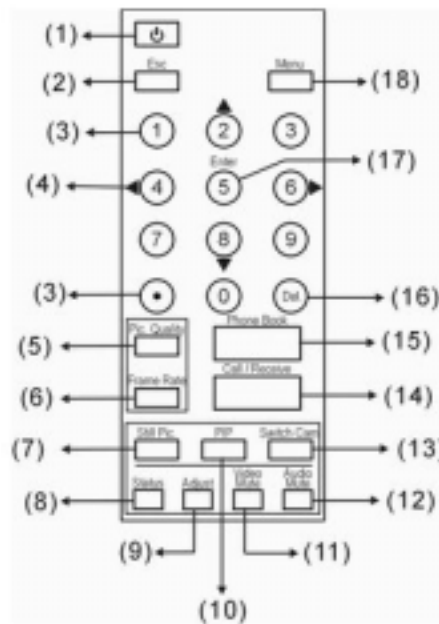 (1)
Esc Menu
(2) (18)
(3) 1 2 3
Enter (17)
(4) 4 5 6
7 8 9
(3) • 0 Del (16)
Pic. Quality Phone Book
(5) (15)
Frame Rate Call / Receive
(6) (14)
Still Pic PIP Switch Cam
(7) (13)
Status Adjust Video Mute Audio Mute
(8) (12)
(9) (11)
(10)